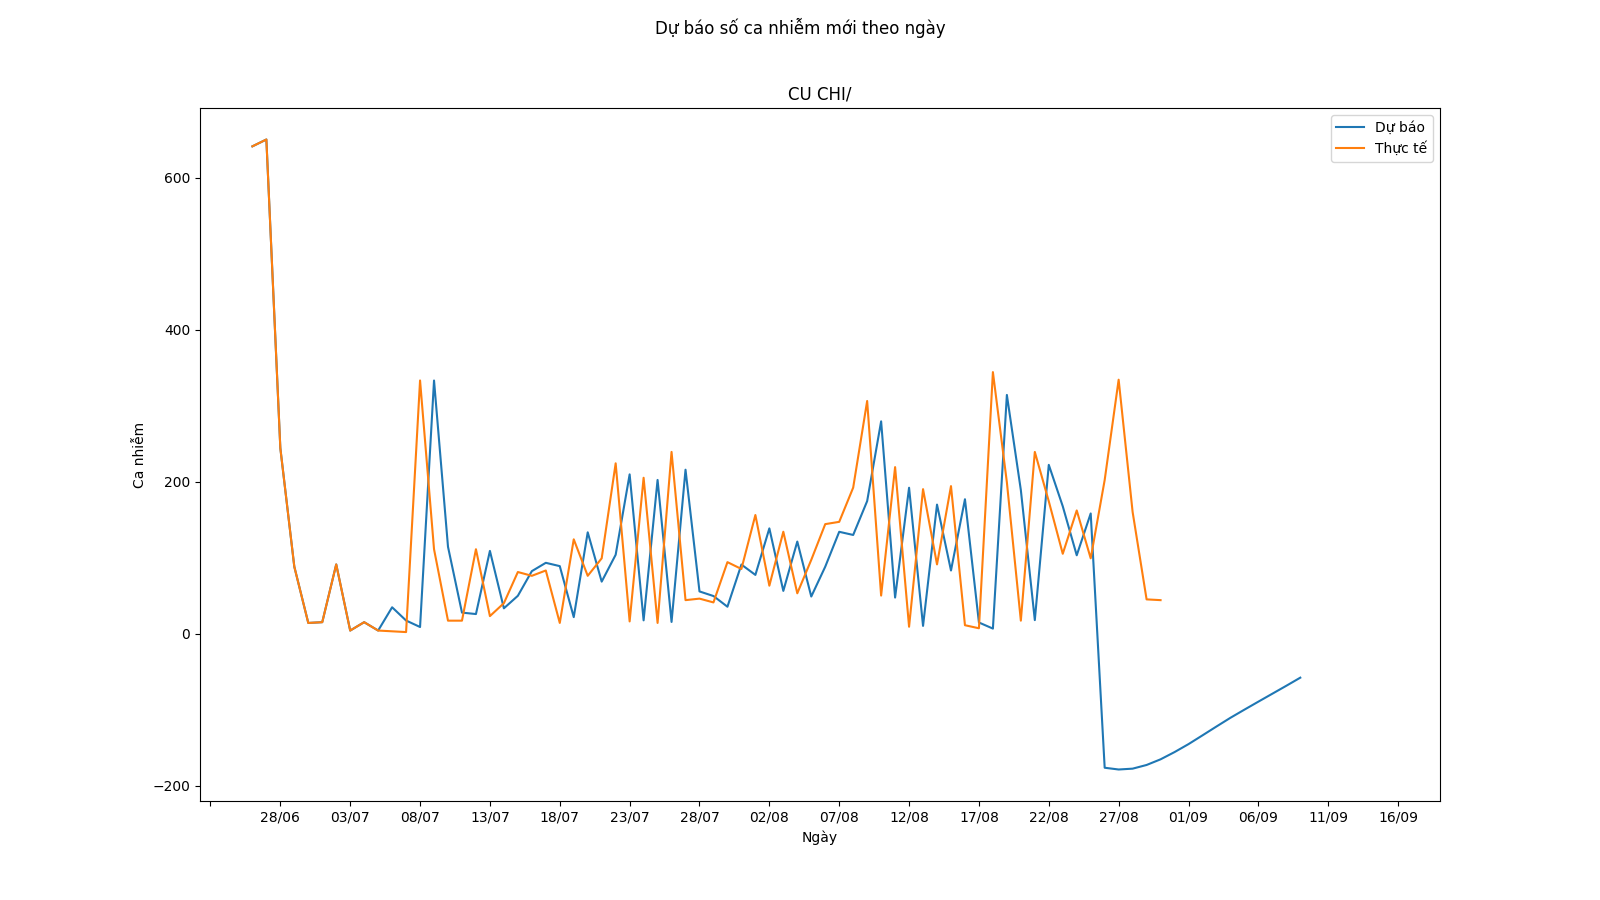 Dự báo số ca nhiễm mới theo ngày
CU CHI/
Dự báo
Thực tế
Ca nhiễm
600
400
200
0
−200
28/06 03/07 08/07 13/07 18/07 23/07 28/07 02/08 07/08 12/08 17/08 22/08 27/08 01/09 06/09 11/09 16/09
Ngày